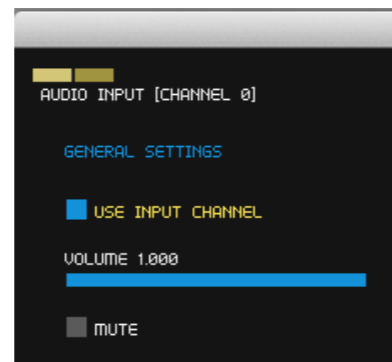 AUDIO INPUT [CHANNEL 0]
GENERAL SETTINGS
USE INPUT CHANNEL
VOLUME 1.000
MUTE